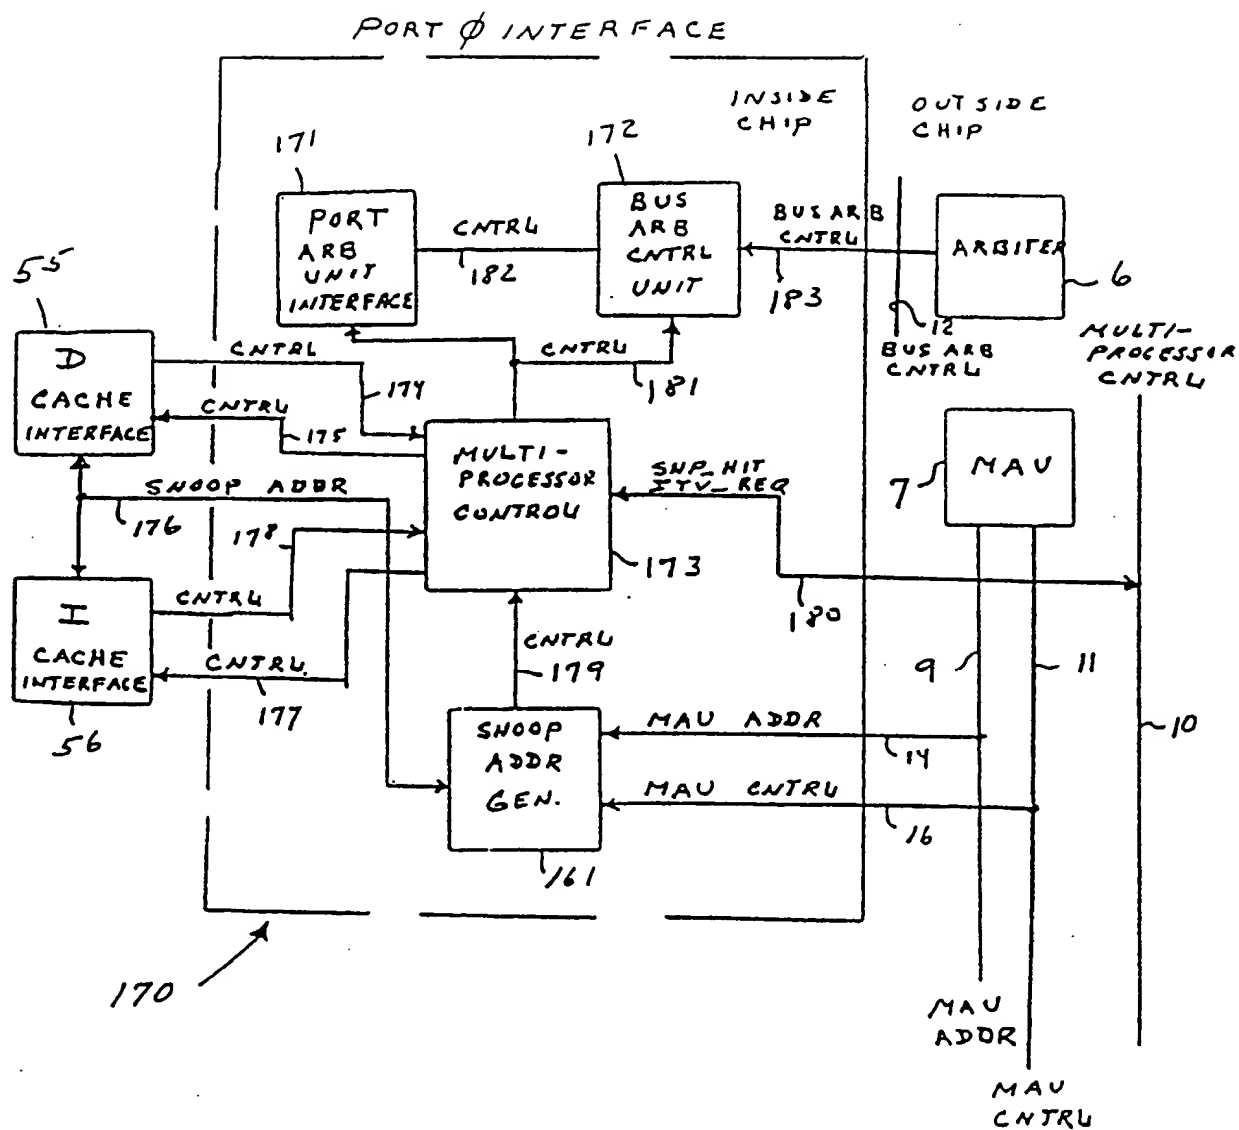 PORT Ø INTERFACE
INSIDE
CHIP
OUTSIDE
CHIP
171
172
PORT
ARB
UNIT
INTERFACE
CNTRL
182
BUS
ARB
CNTRL
UNIT
BUS ARB
CNTRL
183
ARBITER
6
12
BUS ARB
CNTRL
MULTI-
PROCESSOR
CNTRL
55
D
CACHE
INTERFACE
CNTRL
174
CNTRL
175
CNTRL
181
MULTI-
PROCESSOR
CONTROL
173
SNP_HIT
ITV_REQ
180
7
MAU
SNOOP ADDR
176
178
I
CACHE
INTERFACE
56
CNTRL
CNTRL.
177
CNTRL
179
9
11
10
SNOOP
ADDR
GEN.
161
MAU ADDR
14
MAU CNTRL
16
170
MAU
ADDR
MAU
CNTRL